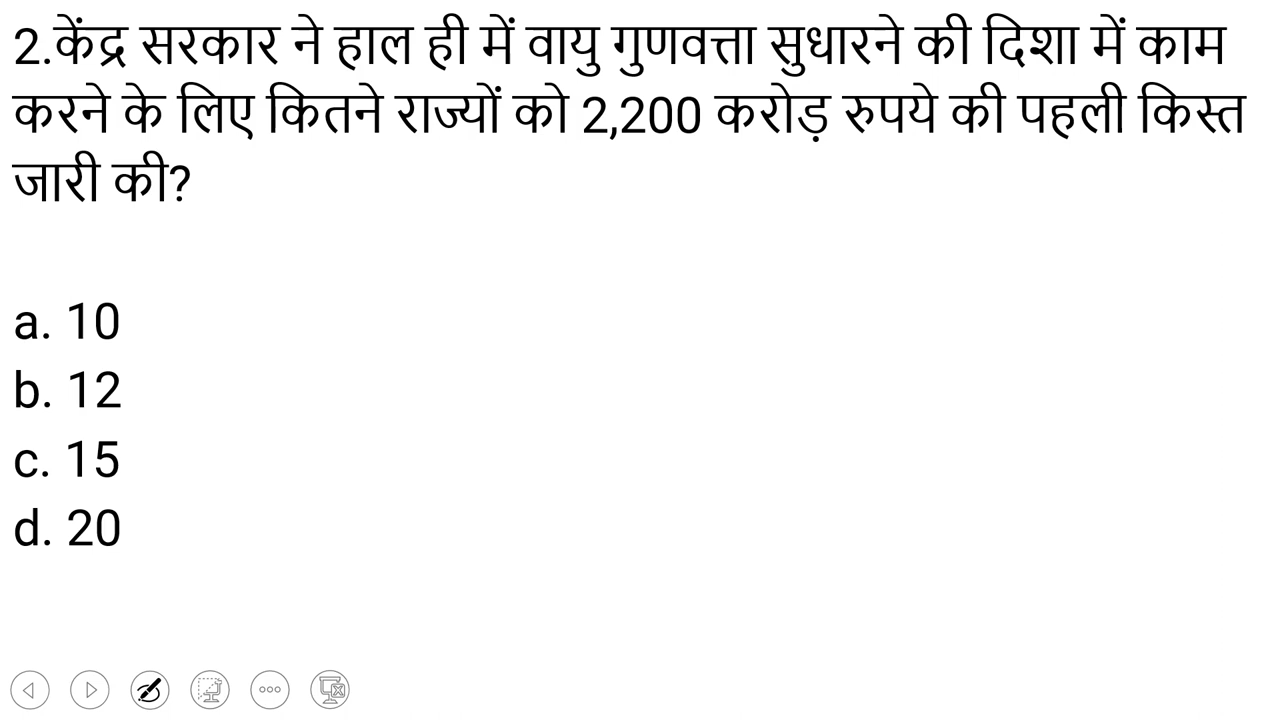 2.केंद्र सरकार ने हाल ही में वायु गुणवत्ता सुधारने की दिशा में काम
करने के लिए कितने राज्यों को 2,200 करोड़ रुपये की पहली किस्त
जारी की?
a. 10
b. 12
c. 15
d. 20